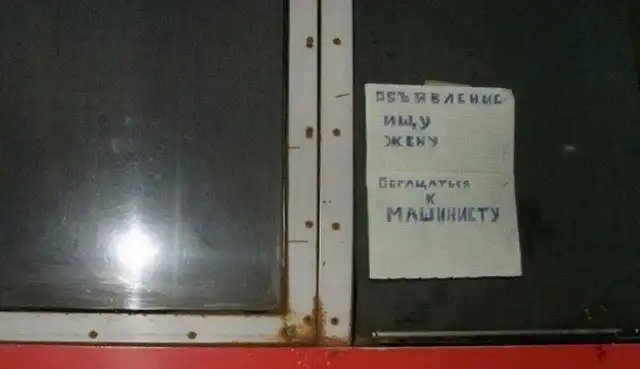 ОБЪЯВЛЕНИЕ
ИЩУ
ЖЕНУ
ОБРАЩАТЬСЯ
К
МАШИНИСТУ